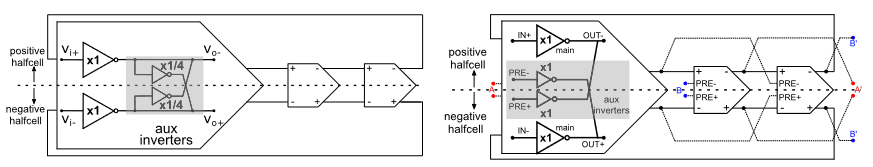 positive
halfcell
negative
halfcell
Vi+
Vi-
x1
x1
x1/4
x1/4
Vo-
Vo+
aux
inverters
+ -
- +
+ -
- +
positive
halfcell
negative
halfcell
IN+
x1
main
OUT-
PRE-
x1
PRE+
x1
aux
inverters
IN-
x1
main
OUT+
A
B
+ -
PRE-
PRE+
- +
+ -
PRE-
PRE+
- +
B'
A'
B'